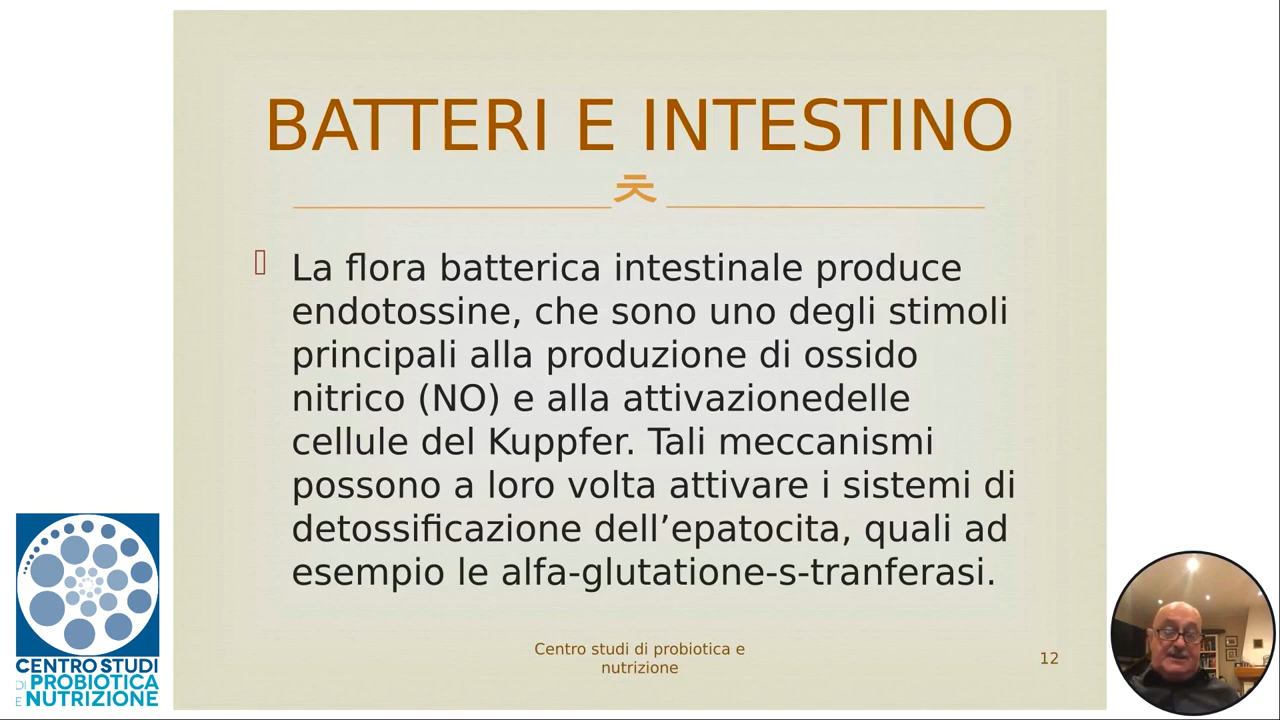 BATTERI E INTESTINO
La flora batterica intestinale produce
endotossine, che sono uno degli stimoli
principali alla produzione di ossido
nitrico (NO) e alla attivazionedelle
cellule del Kuppfer. Tali meccanismi
possono a loro volta attivare i sistemi di
detossificazione dell’epatocita, quali ad
esempio le alfa-glutatione-s-tranferasi.
Centro studi di probiotica e
nutrizione
12
CENTRO STUDI
DI PROBIOTICA
E NUTRIZIONE